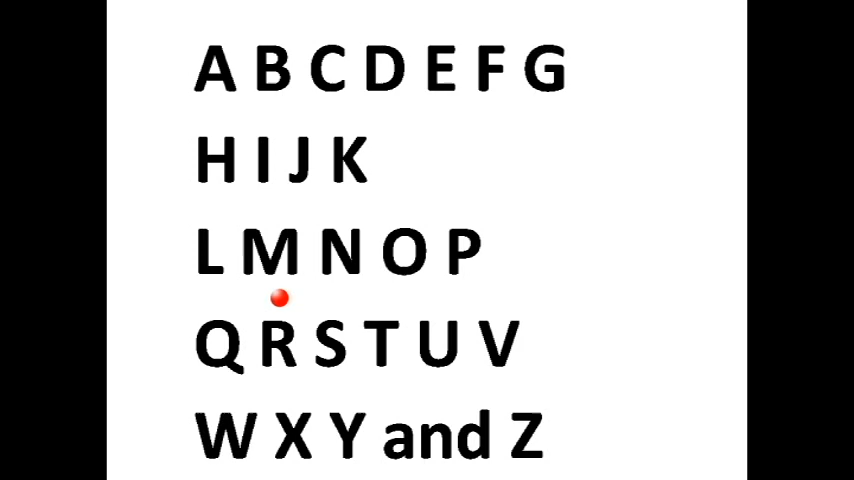 A B C D E F G
H I J K
L M N O P
Q R S T U V
W X Y and Z